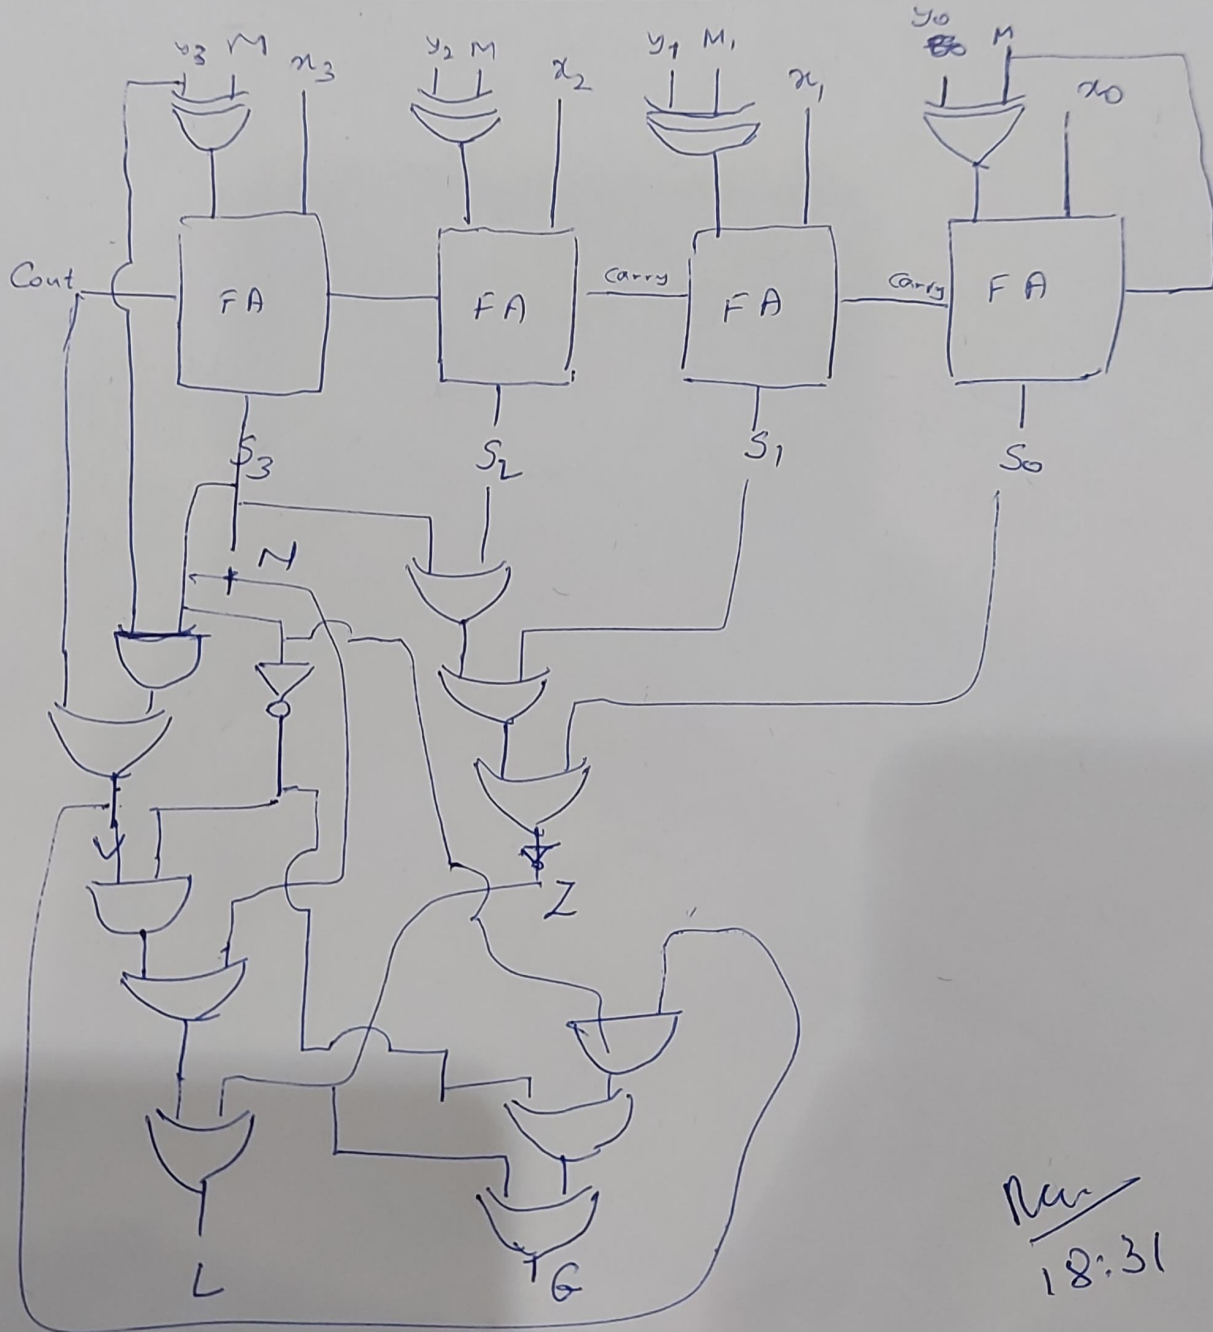 y₀
y₃ M x₃ y₂ M x₂ y₁ M₁ x₁ M x₀
Cout FA FA carry FA carry FA
S₃ S₂ S₁ S₀
N
V
Z
L G
18:31